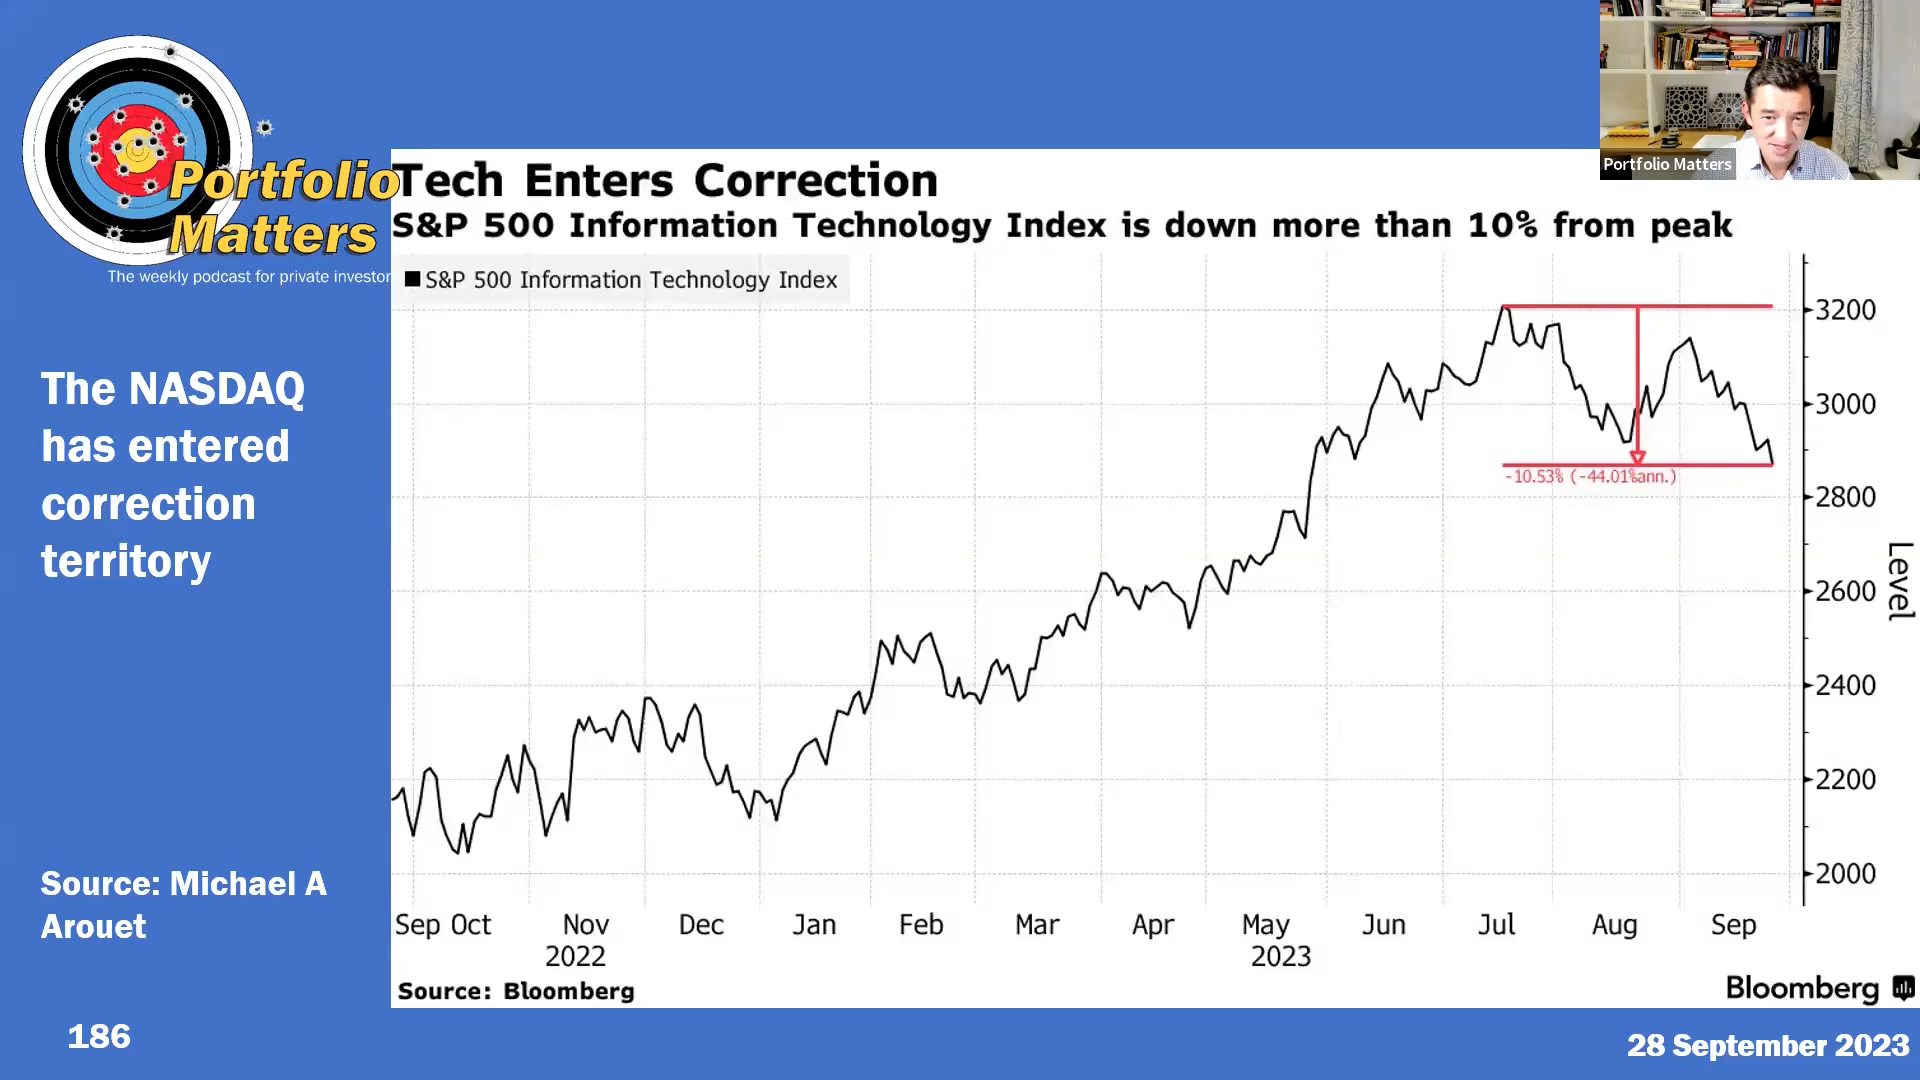 Portfolio
Matters
The weekly podcast for private investor
The NASDAQ
has entered
correction
territory
Source: Michael A
Arouet
186
Tech Enters Correction
S&P 500 Information Technology Index is down more than 10% from peak
S&P 500 Information Technology Index
3200
3000
2800
2600
2400
2200
2000
Level
-10.53% (-44.01%ann.)
Sep Oct Nov Dec Jan Feb Mar Apr May Jun Jul Aug Sep
2022 2023
Source: Bloomberg
Bloomberg
28 September 2023
Portfolio Matters